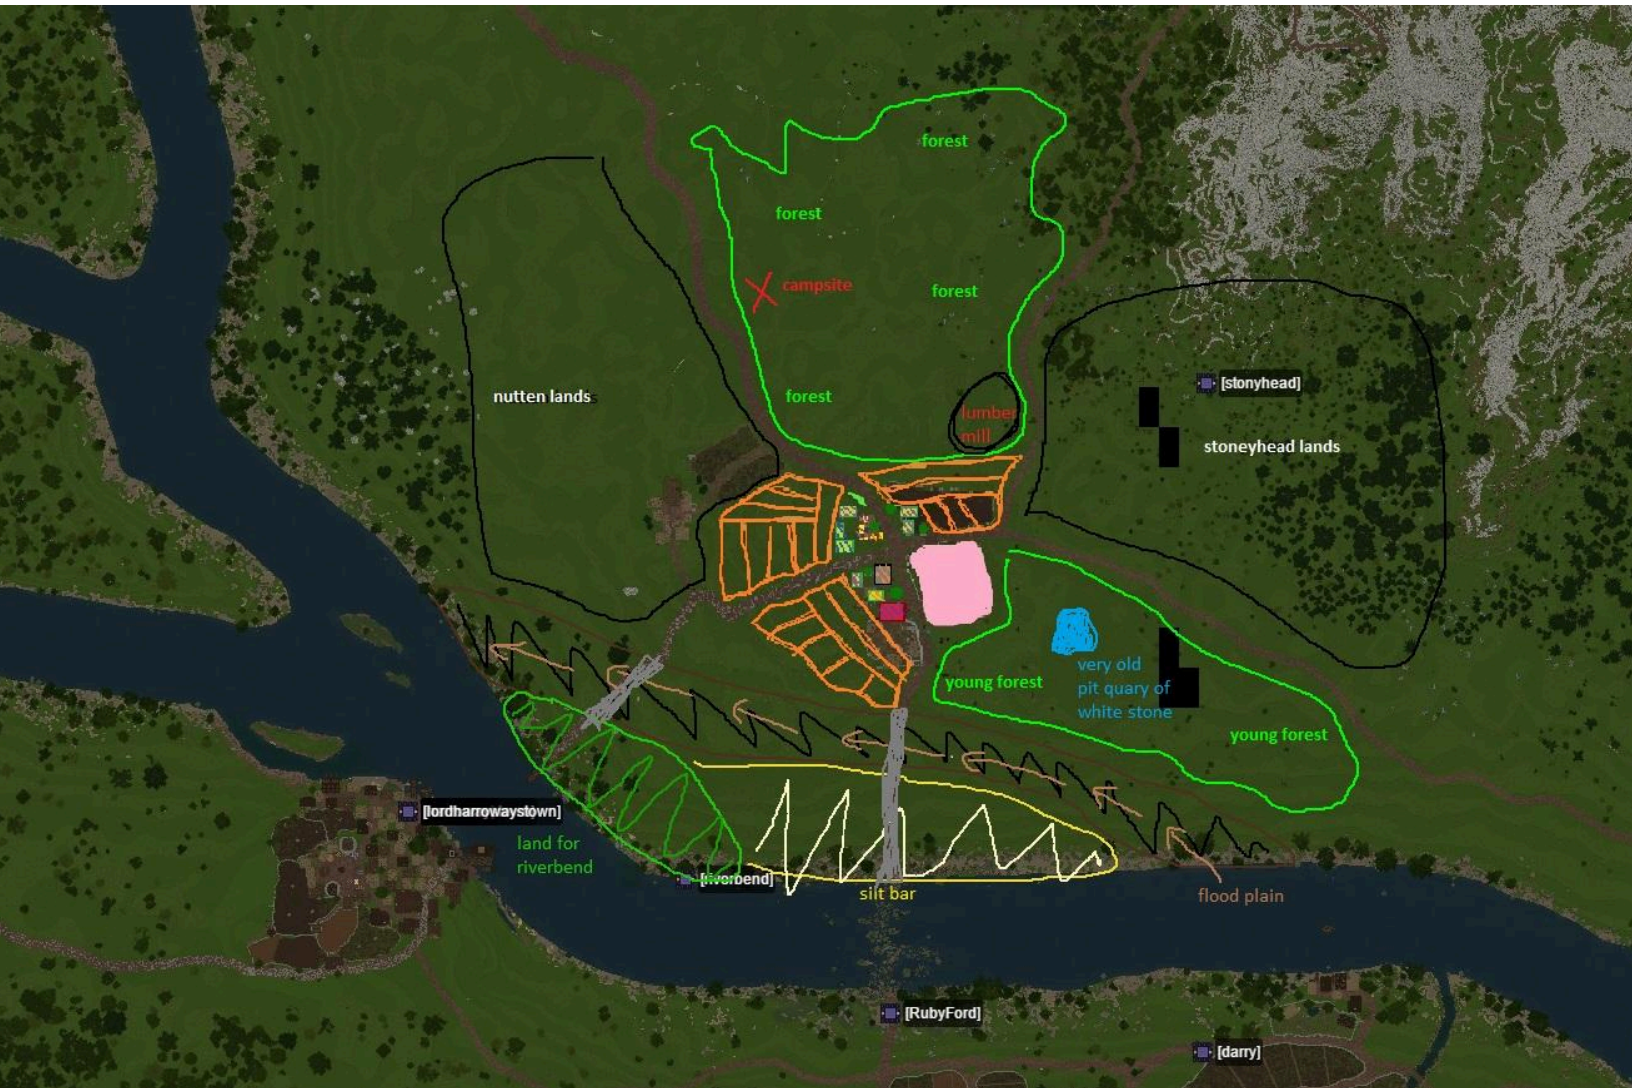 forest
forest
campsite
forest
[stonyhead]
nutten lands
forest
lumber
mill
stoneyhead lands
very old
pit quary of
white stone
young forest
young forest
[lordharrowaystown]
land for
riverbend
[riverbend]
silt bar
flood plain
[RubyFord]
[darry]